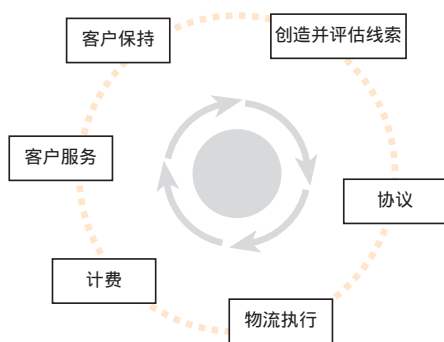 客户保持
创造并评估线索
客户服务
协议
计费
物流执行